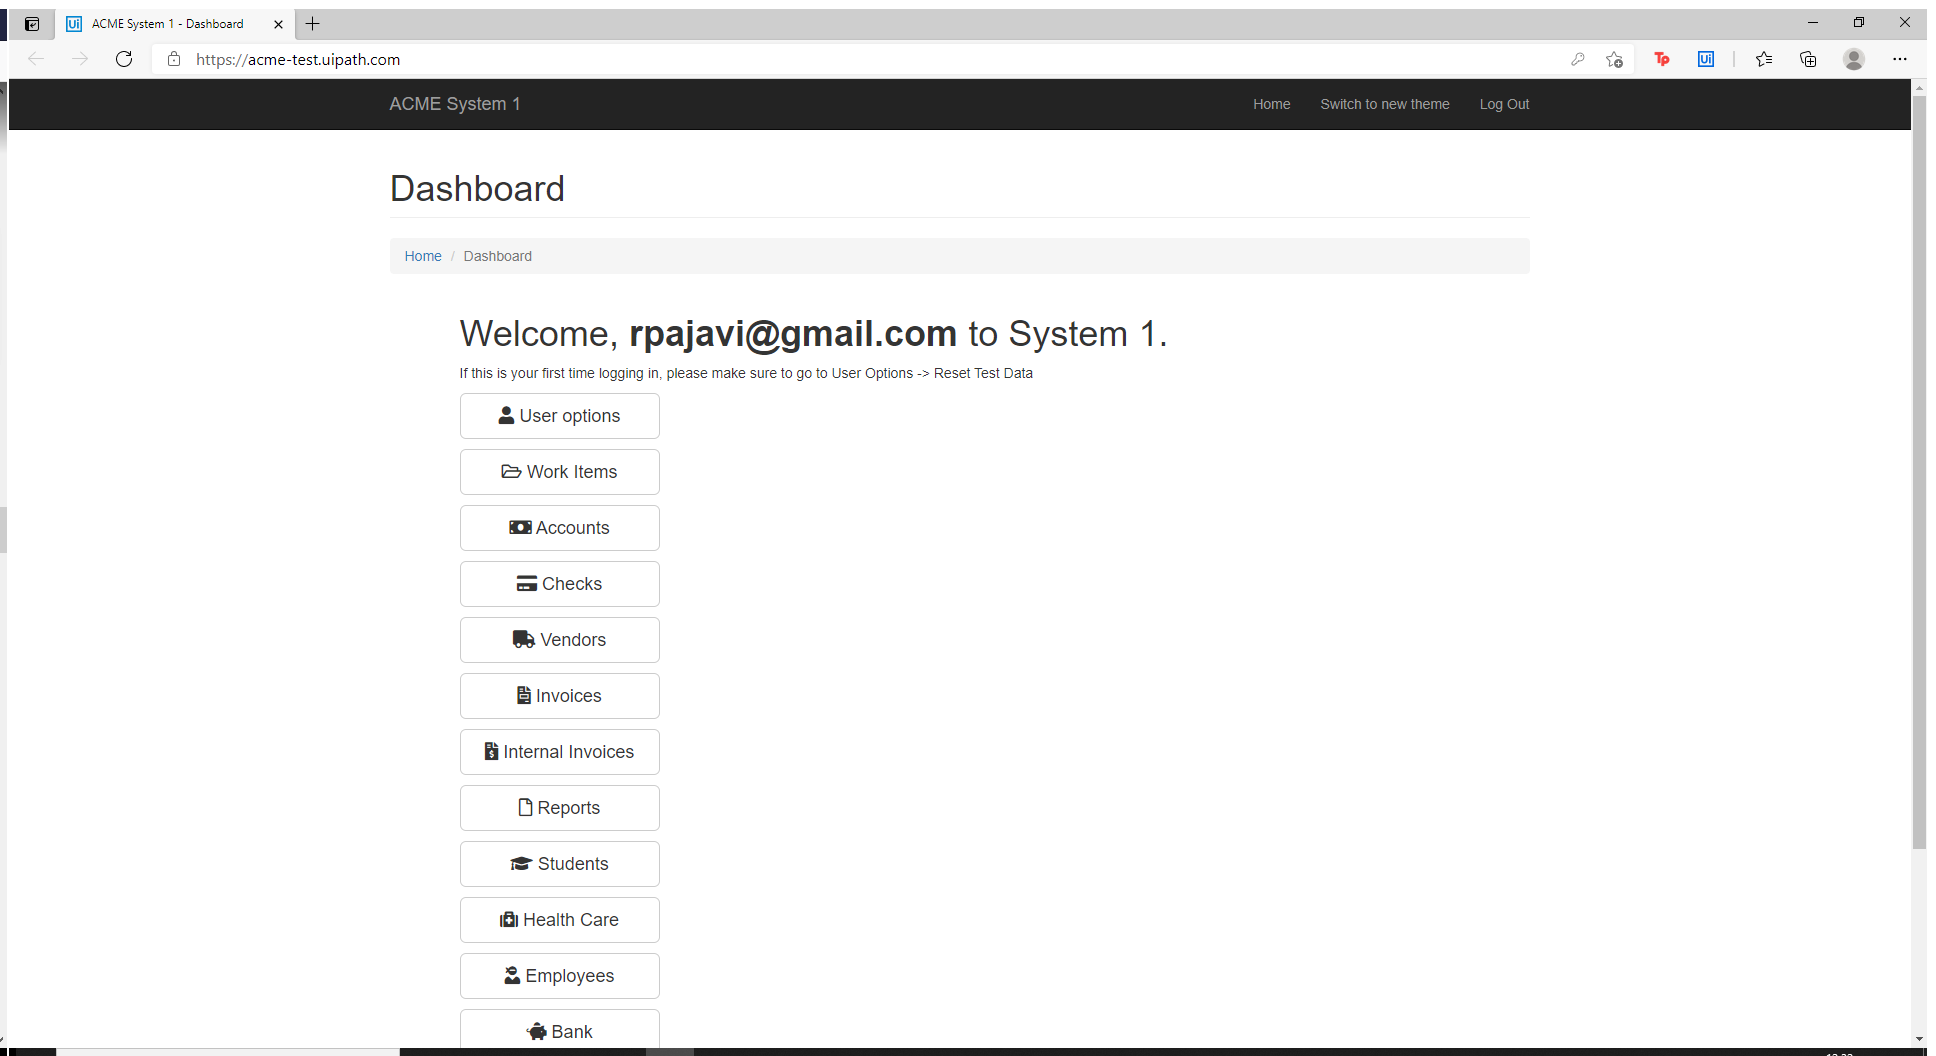 ACME System 1 - Dashboard
https://acme-test.uipath.com
ACME System 1
Home
Switch to new theme
Log Out
Dashboard
Home / Dashboard
Welcome, rpajavi@gmail.com to System 1.
If this is your first time logging in, please make sure to go to User Options -> Reset Test Data
User options
Work Items
Accounts
Checks
Vendors
Invoices
Internal Invoices
Reports
Students
Health Care
Employees
Bank